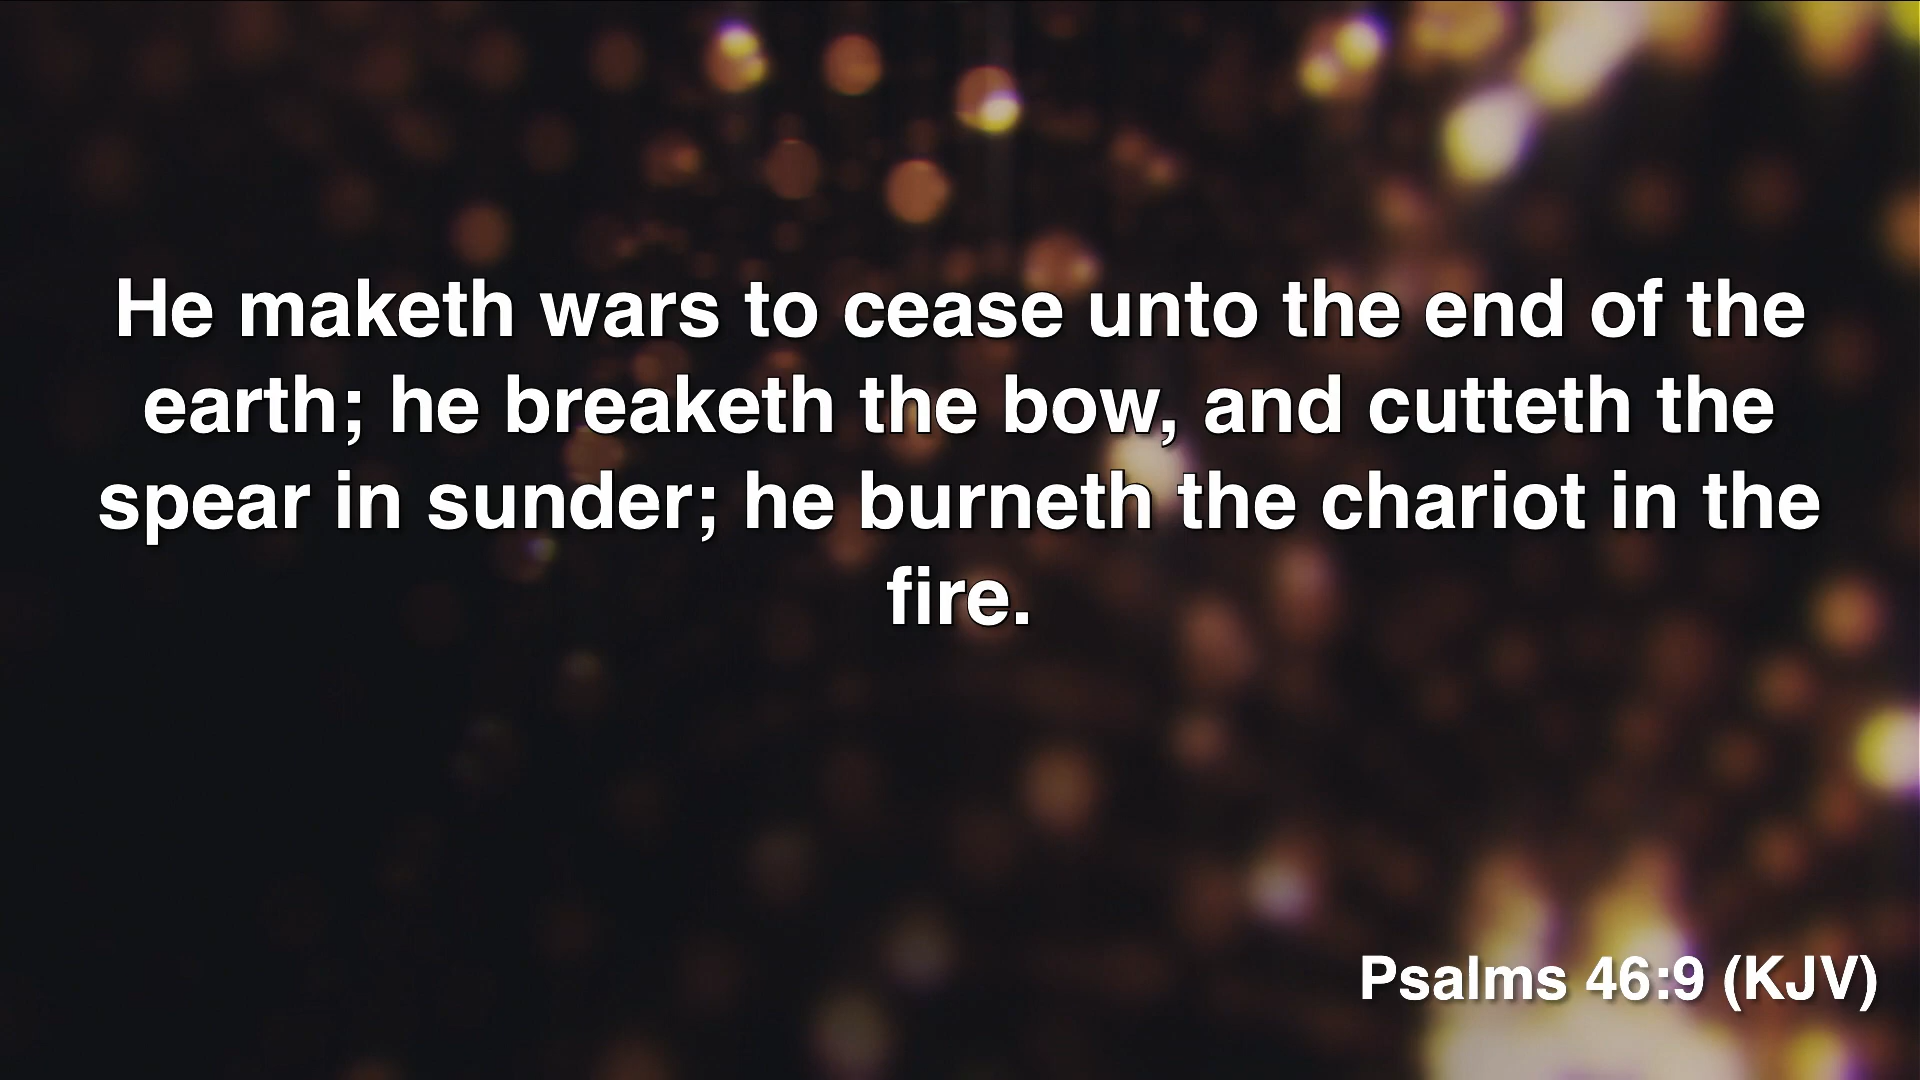 He maketh wars to cease unto the end of the
earth; he breaketh the bow, and cutteth the
spear in sunder; he burneth the chariot in the
fire.
Psalms 46:9 (KJV)